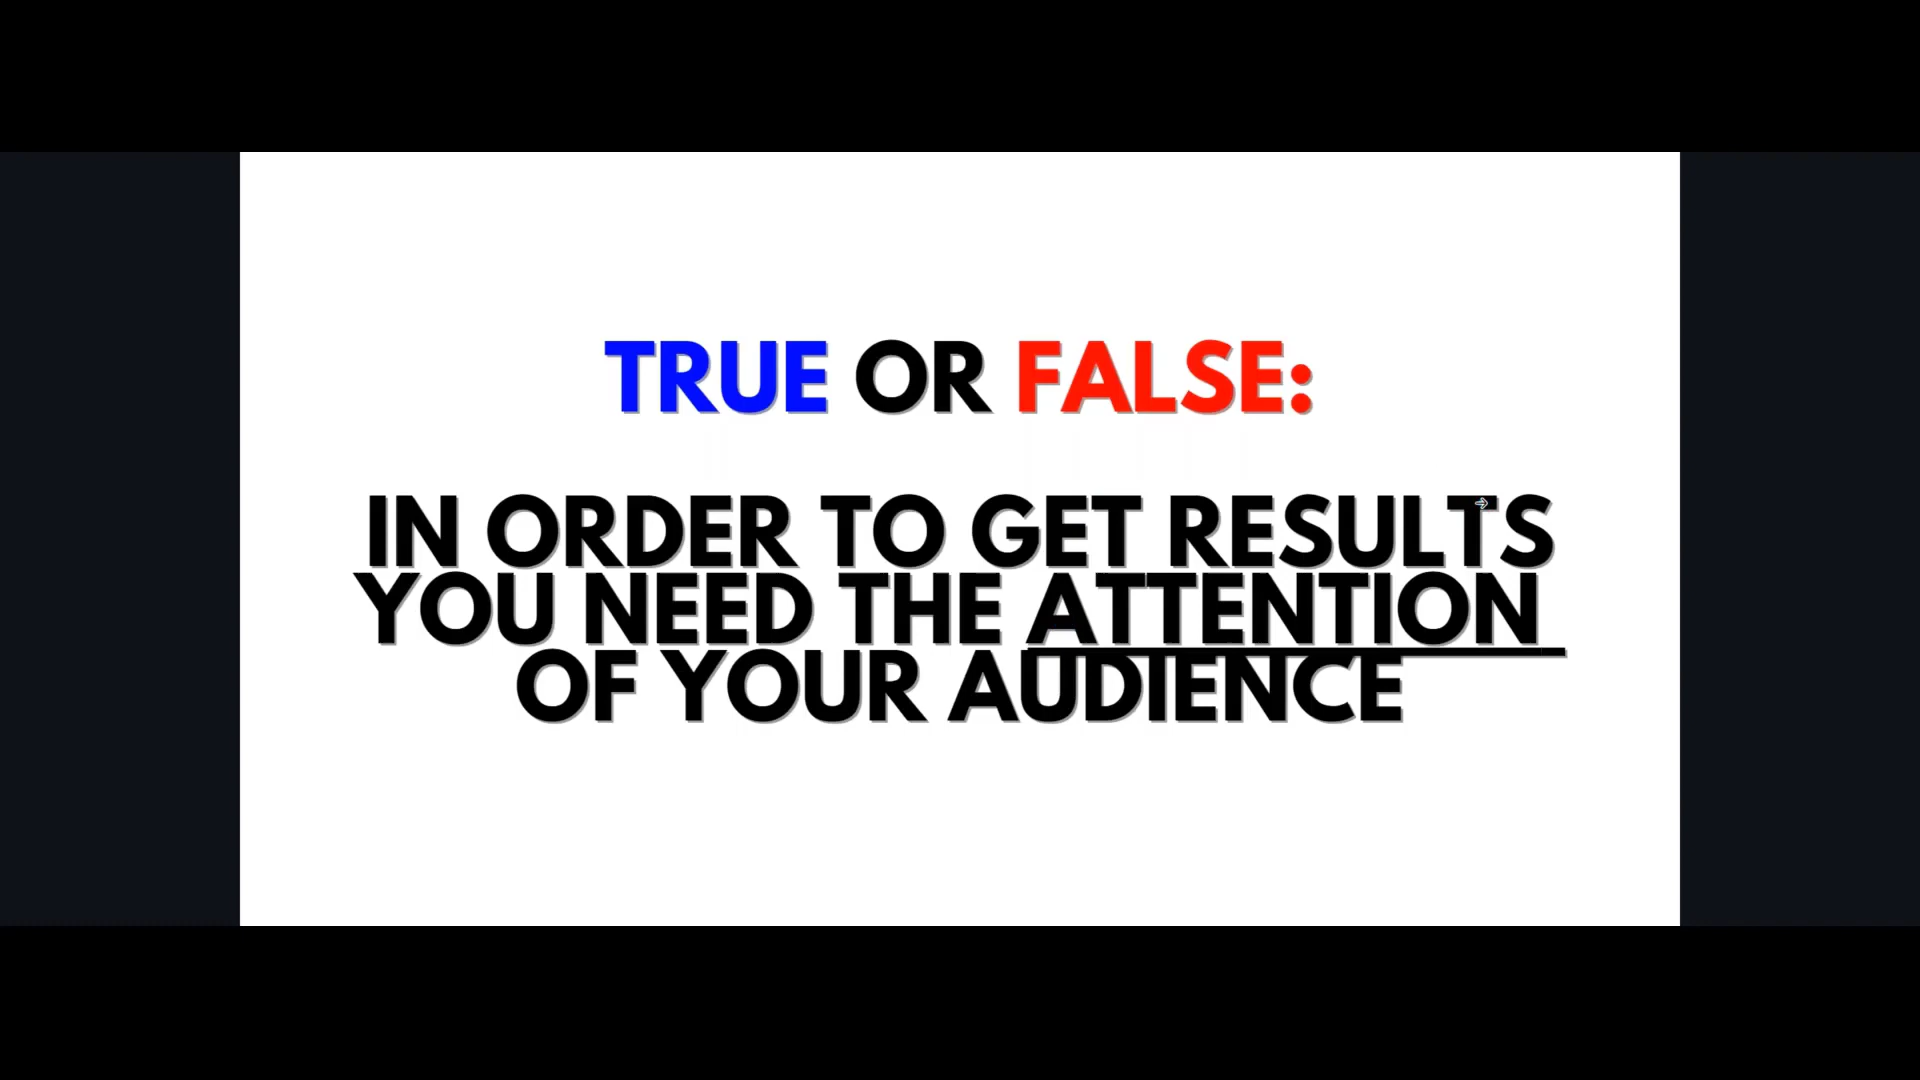 TRUE OR FALSE:
IN ORDER TO GET RESULTS
YOU NEED THE ATTENTION
OF YOUR AUDIENCE